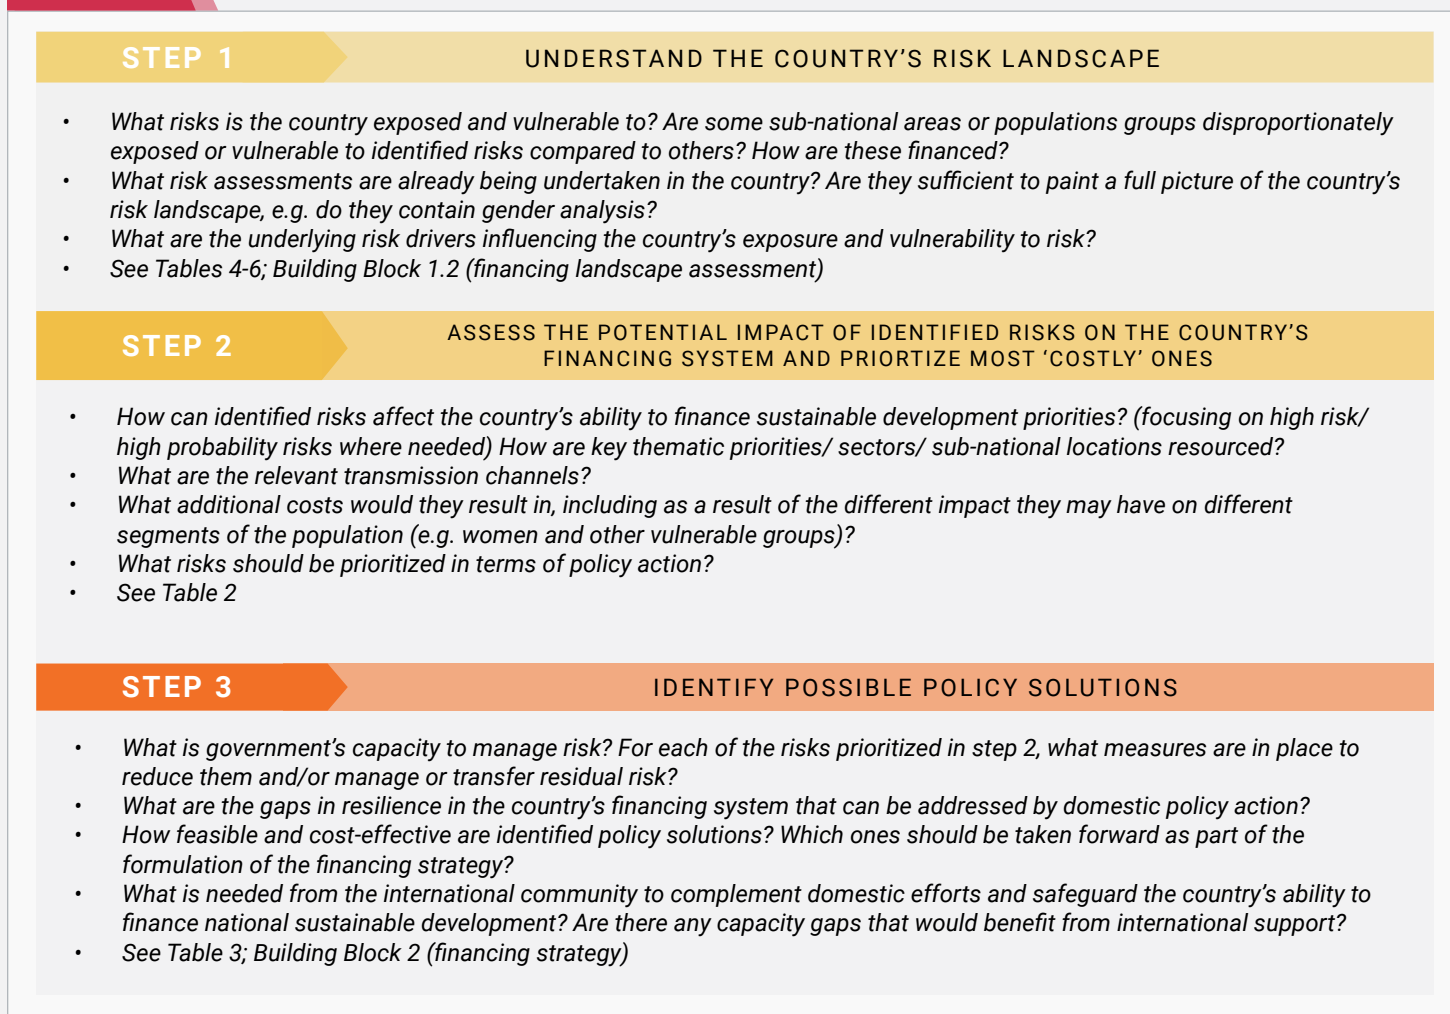 STEP 1
UNDERSTAND THE COUNTRY'S RISK LANDSCAPE
• What risks is the country exposed and vulnerable to? Are some sub-national areas or populations groups disproportionately
exposed or vulnerable to identified risks compared to others? How are these financed?
• What risk assessments are already being undertaken in the country? Are they sufficient to paint a full picture of the country's
risk landscape, e.g. do they contain gender analysis?
• What are the underlying risk drivers influencing the country's exposure and vulnerability to risk?
• See Tables 4-6; Building Block 1.2 (financing landscape assessment)
STEP 2
ASSESS THE POTENTIAL IMPACT OF IDENTIFIED RISKS ON THE COUNTRY'S
FINANCING SYSTEM AND PRIORTIZE MOST 'COSTLY' ONES
• How can identified risks affect the country's ability to finance sustainable development priorities? (focusing on high risk/
high probability risks where needed) How are key thematic priorities/ sectors/ sub-national locations resourced?
• What are the relevant transmission channels?
• What additional costs would they result in, including as a result of the different impact they may have on different
segments of the population (e.g. women and other vulnerable groups)?
• What risks should be prioritized in terms of policy action?
• See Table 2
STEP 3
IDENTIFY POSSIBLE POLICY SOLUTIONS
• What is government's capacity to manage risk? For each of the risks prioritized in step 2, what measures are in place to
reduce them and/or manage or transfer residual risk?
• What are the gaps in resilience in the country's financing system that can be addressed by domestic policy action?
• How feasible and cost-effective are identified policy solutions? Which ones should be taken forward as part of the
formulation of the financing strategy?
• What is needed from the international community to complement domestic efforts and safeguard the country's ability to
finance national sustainable development? Are there any capacity gaps that would benefit from international support?
• See Table 3; Building Block 2 (financing strategy)